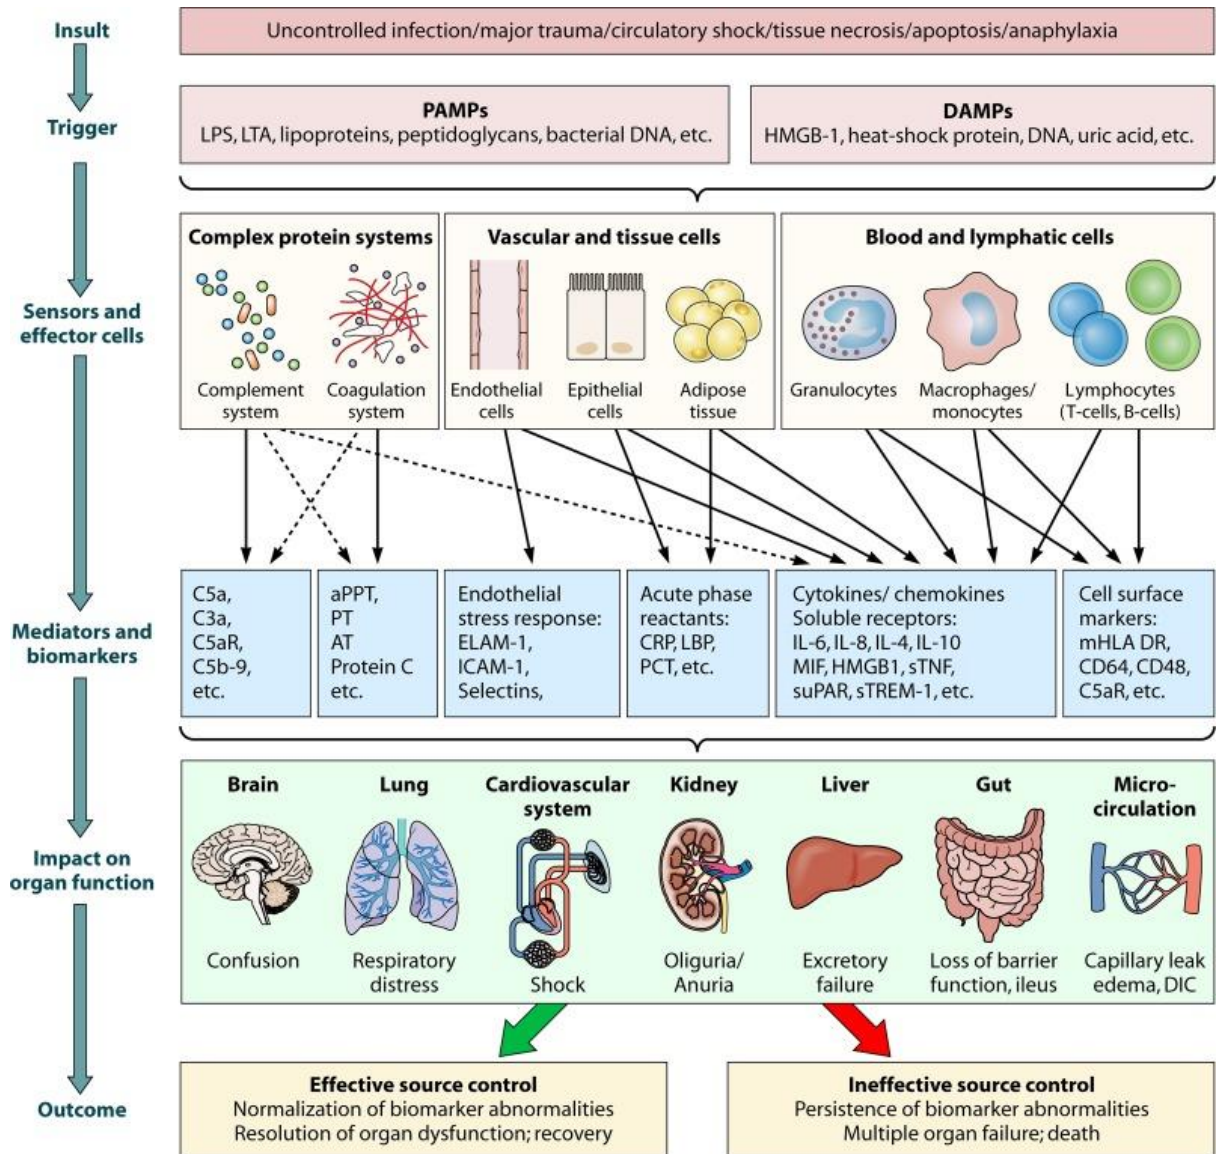 Insult
Uncontrolled infection/major trauma/circulatory shock/tissue necrosis/apoptosis/anaphylaxia
Trigger
PAMPs
LPS, LTA, lipoproteins, peptidoglycans, bacterial DNA, etc.
DAMPs
HMGB-1, heat-shock protein, DNA, uric acid, etc.
Sensors and
effector cells
Complex protein systems
Complement
system
Coagulation
system
Vascular and tissue cells
Endothelial
cells
Epithelial
cells
Adipose
tissue
Blood and lymphatic cells
Granulocytes
Macrophages/
monocytes
Lymphocytes
(T-cells, B-cells)
Mediators and
biomarkers
C5a,
C3a,
C5aR,
C5b-9,
etc.
aPPT,
PT
AT
Protein C
etc.
Endothelial
stress response:
ELAM-1,
ICAM-1,
Selectins,
Acute phase
reactants:
CRP, LBP,
PCT, etc.
Cytokines/ chemokines
Soluble receptors:
IL-6, IL-8, IL-4, IL-10
MIF, HMGB1, sTNF,
suPAR, sTREM-1, etc.
Cell surface
markers:
mHLA DR,
CD64, CD48,
C5aR, etc.
Impact on
organ function
Brain
Confusion
Lung
Respiratory
distress
Cardiovascular
system
Shock
Kidney
Oliguria/
Anuria
Liver
Excretory
failure
Gut
Loss of barrier
function, ileus
Micro-
circulation
Capillary leak
edema, DIC
Outcome
Effective source control
Normalization of biomarker abnormalities
Resolution of organ dysfunction; recovery
Ineffective source control
Persistence of biomarker abnormalities
Multiple organ failure; death